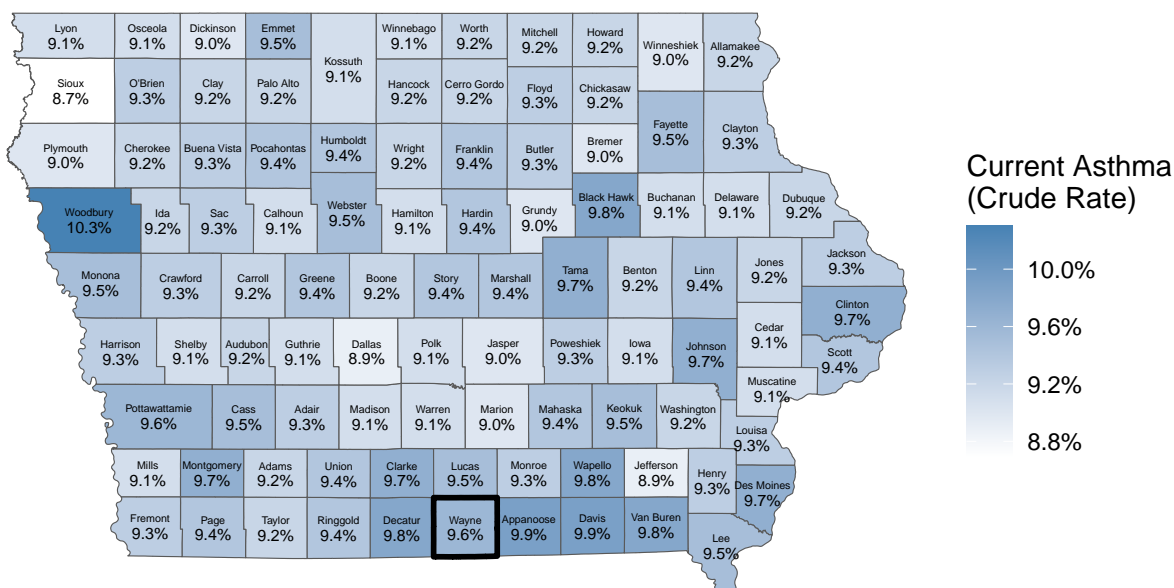 Lyon
9.1%
Osceola
9.1%
Dickinson
9.0%
Emmet
9.5%
Kossuth
9.1%
Winnebago
9.1%
Worth
9.2%
Mitchell
9.2%
Howard
9.2%
Winneshiek
9.0%
Allamakee
9.2%
Sioux
8.7%
O'Brien
9.3%
Clay
9.2%
Palo Alto
9.2%
Hancock
9.2%
Cerro Gordo
9.2%
Floyd
9.3%
Chickasaw
9.2%
Fayette
9.5%
Clayton
9.3%
Plymouth
9.0%
Cherokee
9.2%
Buena Vista
9.3%
Pocahontas
9.4%
Humboldt
9.4%
Wright
9.2%
Franklin
9.4%
Butler
9.3%
Bremer
9.0%
Woodbury
10.3%
Ida
9.2%
Sac
9.3%
Calhoun
9.1%
Webster
9.5%
Hamilton
9.1%
Hardin
9.4%
Grundy
9.0%
Black Hawk
9.8%
Buchanan
9.1%
Delaware
9.1%
Dubuque
9.2%
Monona
9.5%
Crawford
9.3%
Carroll
9.2%
Greene
9.4%
Boone
9.2%
Story
9.4%
Marshall
9.4%
Tama
9.7%
Benton
9.2%
Linn
9.4%
Jones
9.2%
Jackson
9.3%
Clinton
9.7%
Harrison
9.3%
Shelby
9.1%
Audubon
9.2%
Guthrie
9.1%
Dallas
8.9%
Polk
9.1%
Jasper
9.0%
Poweshiek
9.3%
Iowa
9.1%
Johnson
9.7%
Cedar
9.1%
Scott
9.4%
Muscatine
9.1%
Pottawattamie
9.6%
Cass
9.5%
Adair
9.3%
Madison
9.1%
Warren
9.1%
Marion
9.0%
Mahaska
9.4%
Keokuk
9.5%
Washington
9.2%
Louisa
9.3%
Mills
9.1%
Montgomery
9.7%
Adams
9.2%
Union
9.4%
Clarke
9.7%
Lucas
9.5%
Monroe
9.3%
Wapello
9.8%
Jefferson
8.9%
Henry
9.3%
Des Moines
9.7%
Fremont
9.3%
Page
9.4%
Taylor
9.2%
Ringgold
9.4%
Decatur
9.8%
Wayne
9.6%
Appanoose
9.9%
Davis
9.9%
Van Buren
9.8%
Lee
9.5%
Current Asthma
(Crude Rate)
10.0%
9.6%
9.2%
8.8%